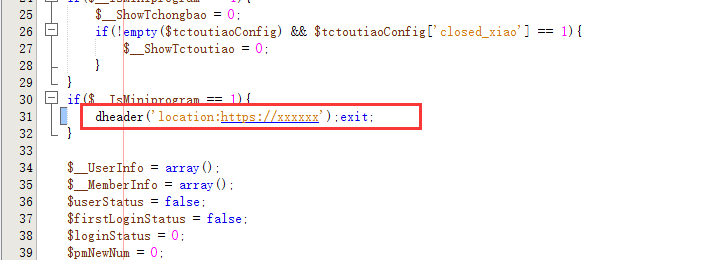 25 $__ShowTchongbao = 0;
26 if(!empty($tctoutiaoConfig) && $tctoutiaoConfig['closed_xiao'] == 1){
27 $__ShowTctoutiao = 0;
28 }
29 }
30 if($__IsMiniprogram == 1){
31 dheader('location:https://xxxxxx');exit;
32 }
33
34 $__UserInfo = array();
35 $__MemberInfo = array();
36 $userStatus = false;
37 $firstLoginStatus = false;
38 $loginStatus = 0;
39 $pmNewNum = 0;